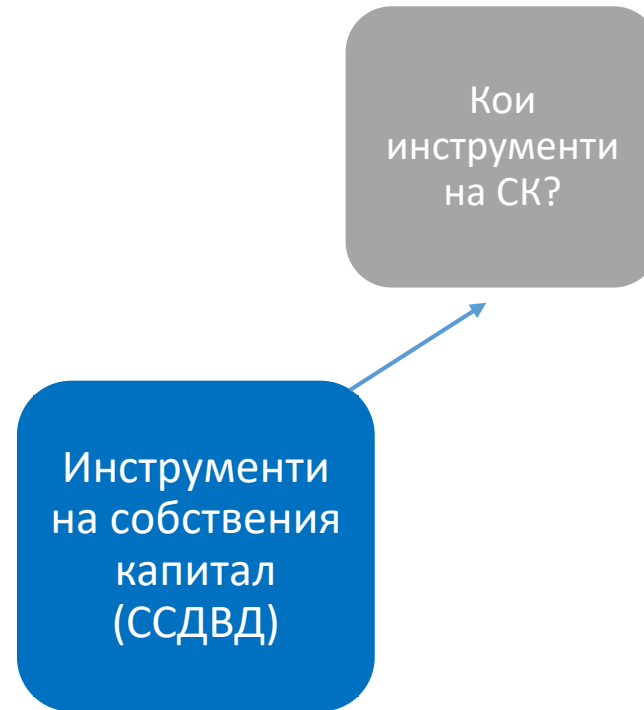 Кои
инструменти
на СК?
Инструменти
на собствения
капитал
(ССДВД)